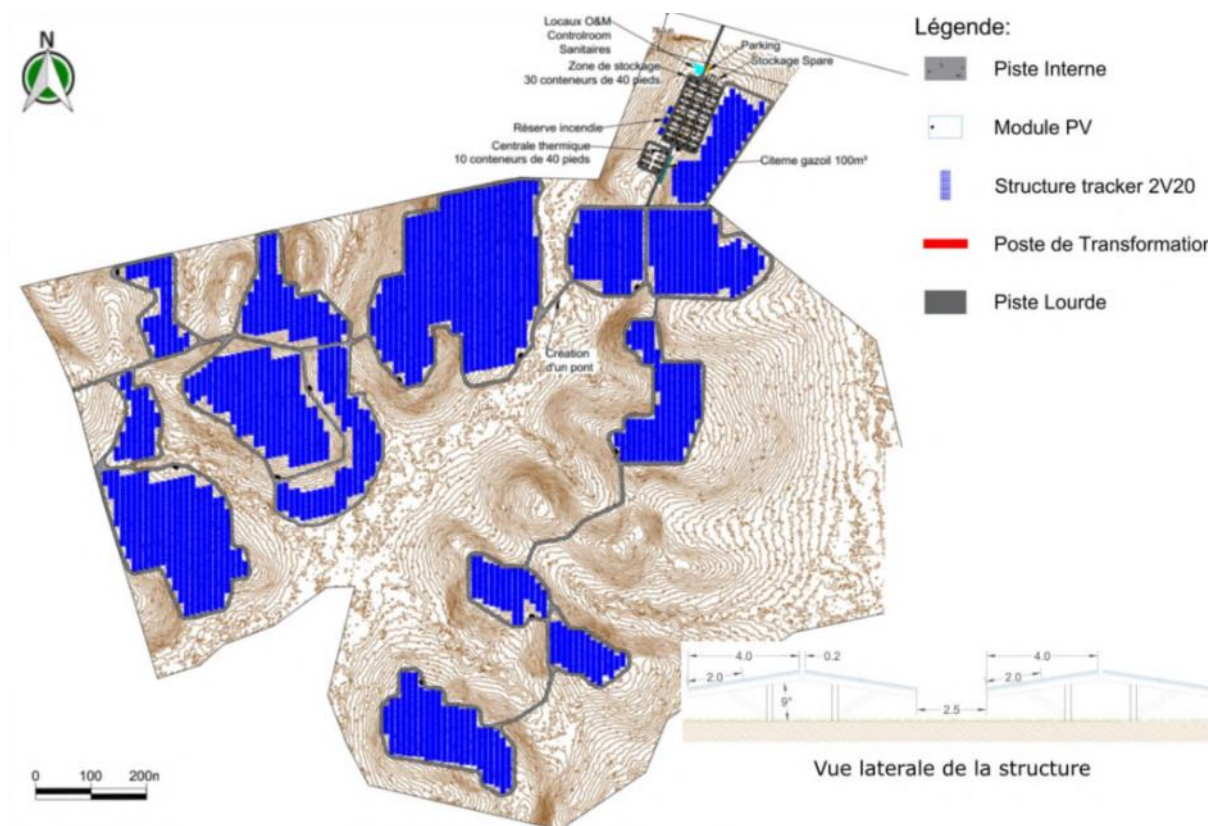 N
Locaux O&M
Controlroom
Sanitaires
Zone de stockage
30 conteneurs de 40 pieds
Réserve incendie
Centrale thermique
10 conteneurs de 40 pieds
Parking
Stockage Spare
Citerne gazoil 100m³
Création
d'un pont
Légende:
Piste Interne
Module PV
Structure tracker 2V20
Poste de Transformation
Piste Lourde
4.0
0.2
4.0
2.0
2.0
9°
2.5
Vue laterale de la structure
0 100 200n